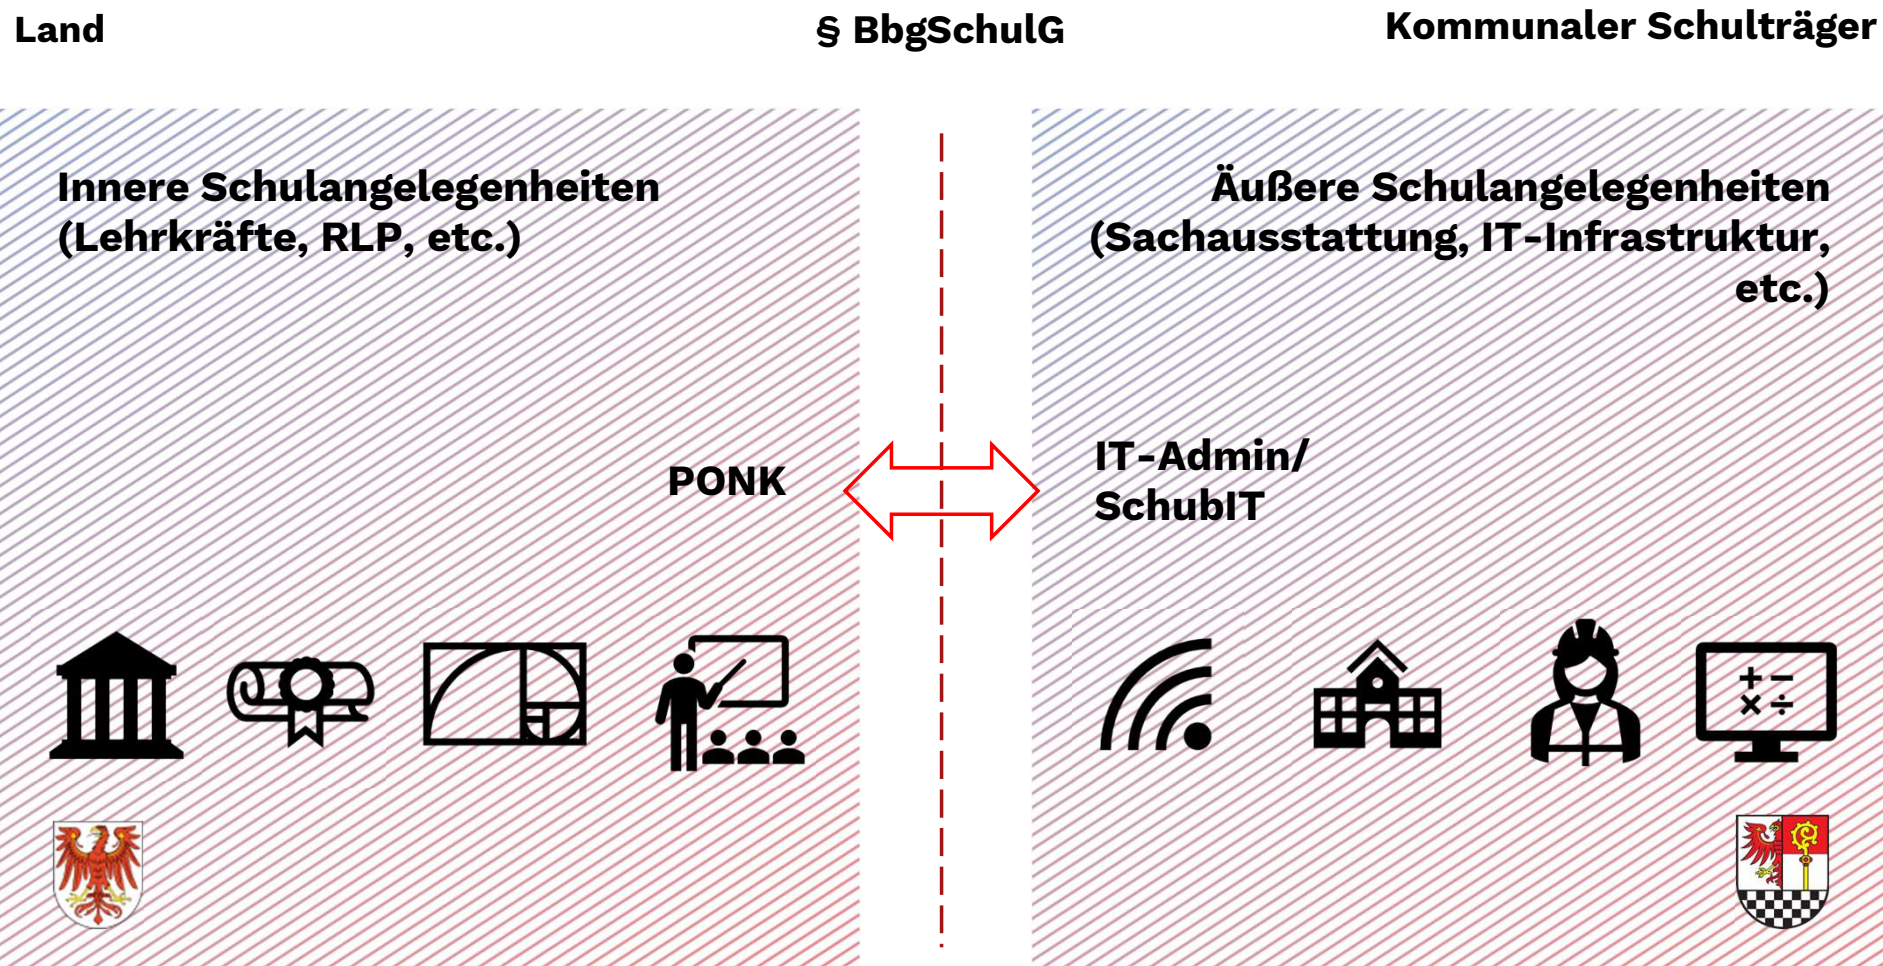 Land
§ BbgSchulG
Kommunaler Schulträger
Innere Schulangelegenheiten
(Lehrkräfte, RLP, etc.)
Äußere Schulangelegenheiten
(Sachausstattung, IT-Infrastruktur,
etc.)
PONK
IT-Admin/
SchubIT